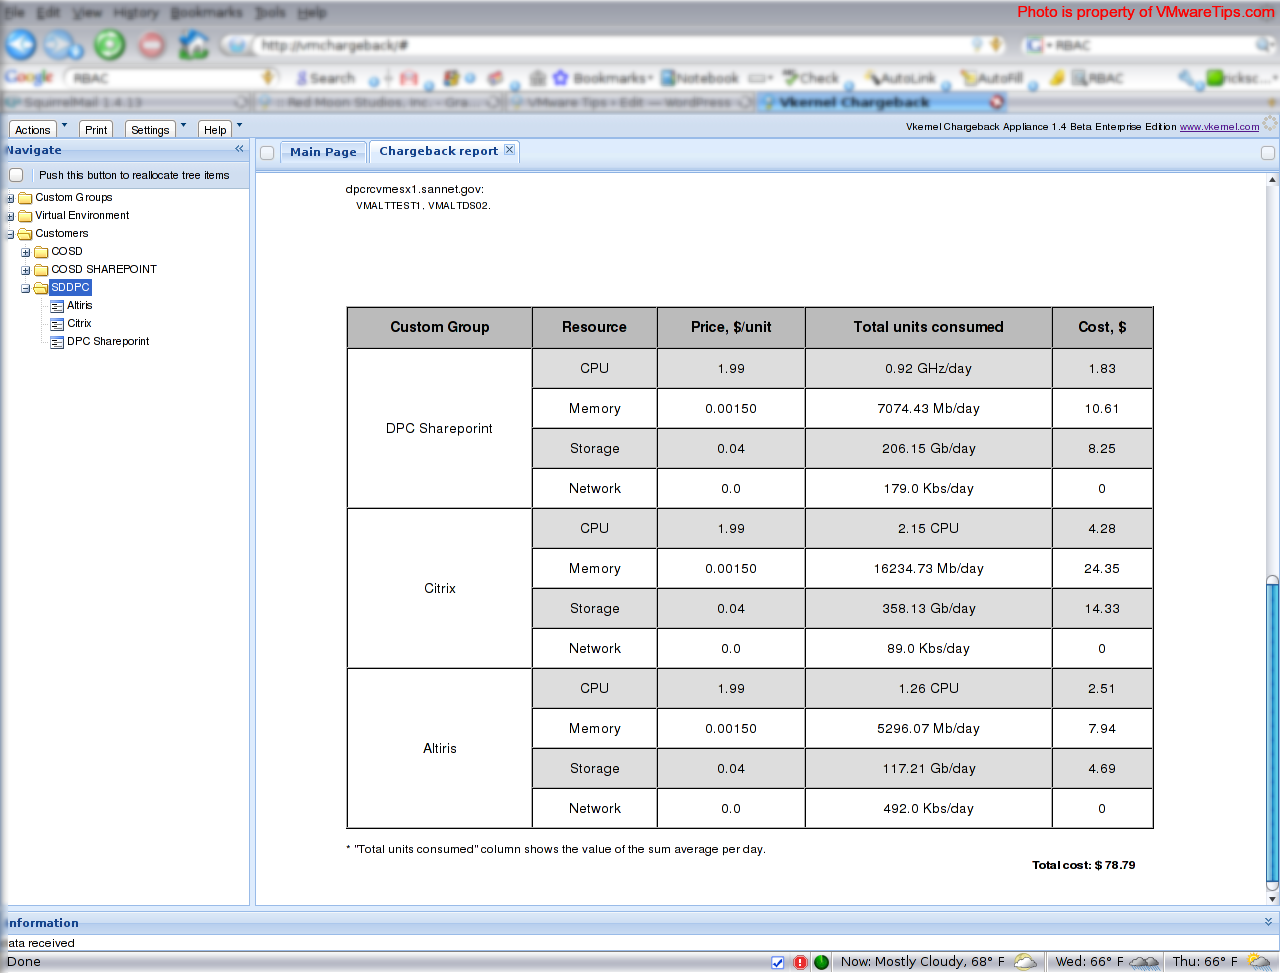 File Edit View History Bookmarks Tools Help
Photo is property of VMwareTips.com
http://vmchargeback/#
RBAC
Google
RBAC
Search
Bookmarks
Notebook
Check
AutoLink
AutoFill
RBAC
SquirrelMail 1.4.13
Red Moon Studios, Inc. - Gra...
VMware Tips › Edit — WordPress
Vkernel Chargeback
Actions Print Settings Help
Vkernel Chargeback Appliance 1.4 Beta Enterprise Edition www.vkernel.com
Navigate
Main Page Chargeback report
Push this button to reallocate tree items
Custom Groups
Virtual Environment
Customers
COSD
COSD SHAREPOINT
SDDPC
Altiris
Citrix
DPC Shareporint
dpcrcvmesx1.sannet.gov:
VMALTTEST1, VMALTDS02.
Custom Group Resource Price, $/unit Total units consumed Cost, $
DPC Shareporint
CPU 1.99 0.92 GHz/day 1.83
Memory 0.00150 7074.43 Mb/day 10.61
Storage 0.04 206.15 Gb/day 8.25
Network 0.0 179.0 Kbs/day 0
Citrix
CPU 1.99 2.15 CPU 4.28
Memory 0.00150 16234.73 Mb/day 24.35
Storage 0.04 358.13 Gb/day 14.33
Network 0.0 89.0 Kbs/day 0
Altiris
CPU 1.99 1.26 CPU 2.51
Memory 0.00150 5296.07 Mb/day 7.94
Storage 0.04 117.21 Gb/day 4.69
Network 0.0 492.0 Kbs/day 0
* "Total units consumed" column shows the value of the sum average per day.
Total cost: $ 78.79
nformation
ata received
Done
Now: Mostly Cloudy, 68° F Wed: 66° F Thu: 66° F